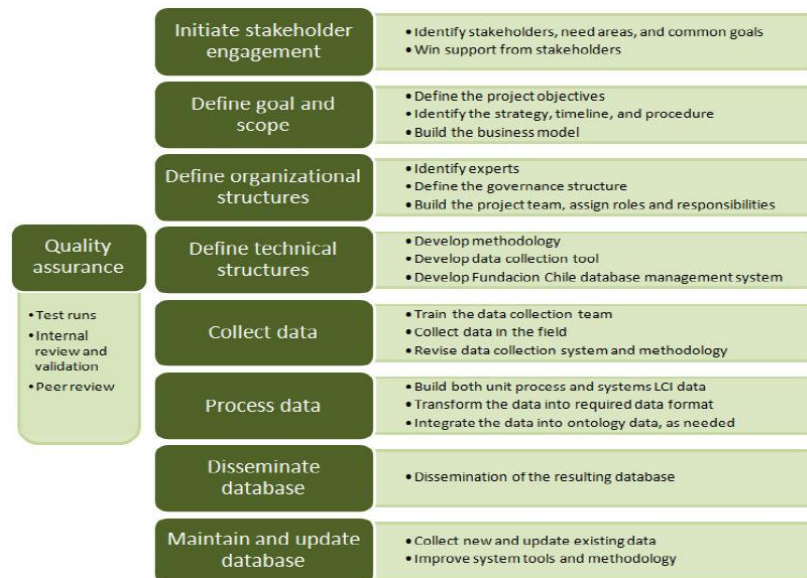 Initiate stakeholder
engagement
• Identify stakeholders, need areas, and common goals
• Win support from stakeholders
Define goal and
scope
• Define the project objectives
• Identify the strategy, timeline, and procedure
• Build the business model
Define organizational
structures
• Identify experts
• Define the governance structure
• Build the project team, assign roles and responsibilities
Quality
assurance
• Test runs
• Internal
review and
validation
• Peer review
Define technical
structures
• Develop methodology
• Develop data collection tool
• Develop Fundacion Chile database management system
Collect data
• Train the data collection team
• Collect data in the field
• Revise data collection system and methodology
Process data
• Build both unit process and systems LCI data
• Transform the data into required data format
• Integrate the data into ontology data, as needed
Disseminate
database
• Dissemination of the resulting database
Maintain and update
database
• Collect new and update existing data
• Improve system tools and methodology